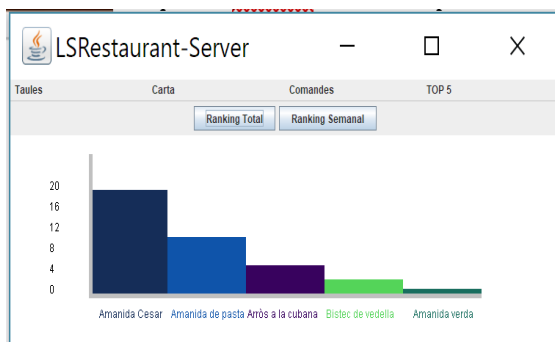 LSRestaurant-Server
Taules Carta Comandes TOP 5
Ranking Total Ranking Semanal
20
16
12
8
4
0
Amanida Cesar Amanida de pasta Arròs a la cubana Bistec de vedella Amanida verda